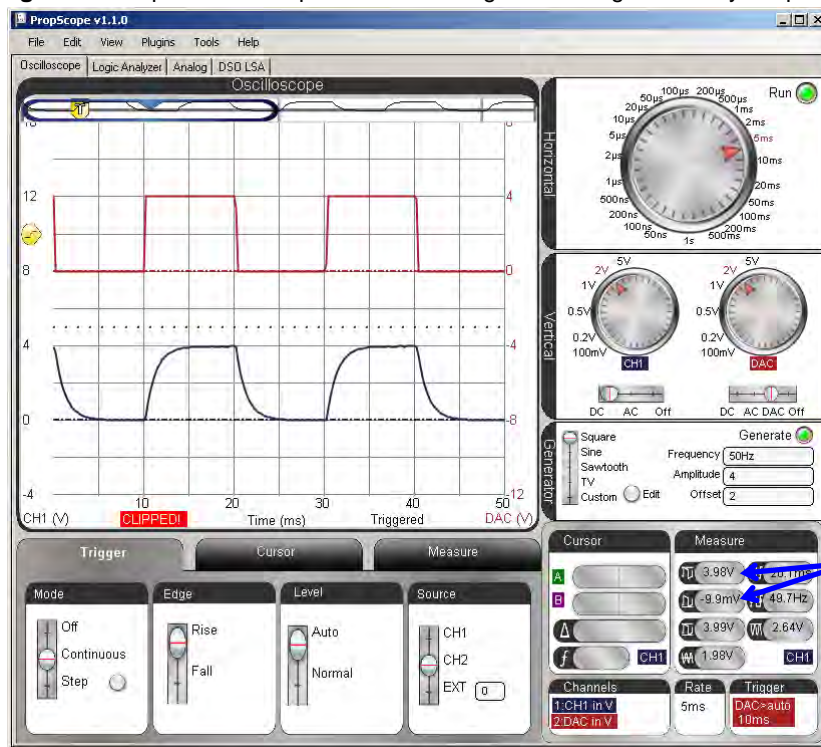 PropScope v1.1.0
File Edit View Plugins Tools Help
Oscilloscope Logic Analyzer Analog DSO LSA
Oscilloscope
T
12
8
4
0
-4
4
0
-4
-8
-12
10 20 30 40 50
CH1 (V) CLIPPED! Time (ms) Triggered DAC (V)
Horizontal
Run
50ns 100ns 200ns 500ns 1µs 2µs 5µs 10µs 20µs 50µs 100µs 200µs 500µs 1ms 2ms 5ms 10ms 20ms 50ms 100ms 200ms 500ms 1s
Vertical
5V 2V 1V 0.5V 0.2V 100mV
CH1
DC AC Off
5V 2V 1V 0.5V 0.2V 100mV
DAC
DC AC DAC Off
Generator
Square
Sine
Sawtooth
TV
Custom Edit
Generate
Frequency 50Hz
Amplitude 4
Offset 2
Trigger Cursor Measure
Mode
Off
Continuous
Step
Edge
Rise
Fall
Level
Auto
Normal
Source
CH1
CH2
EXT 0
Cursor
A
B
Δ
f CH1
Measure
3.98V
-9.9mV 49.7Hz
3.99V 2.64V
1.98V CH1
Channels
1:CH1 in V
2:DAC in V
Rate
5ms
Trigger
DAC>auto
10ms